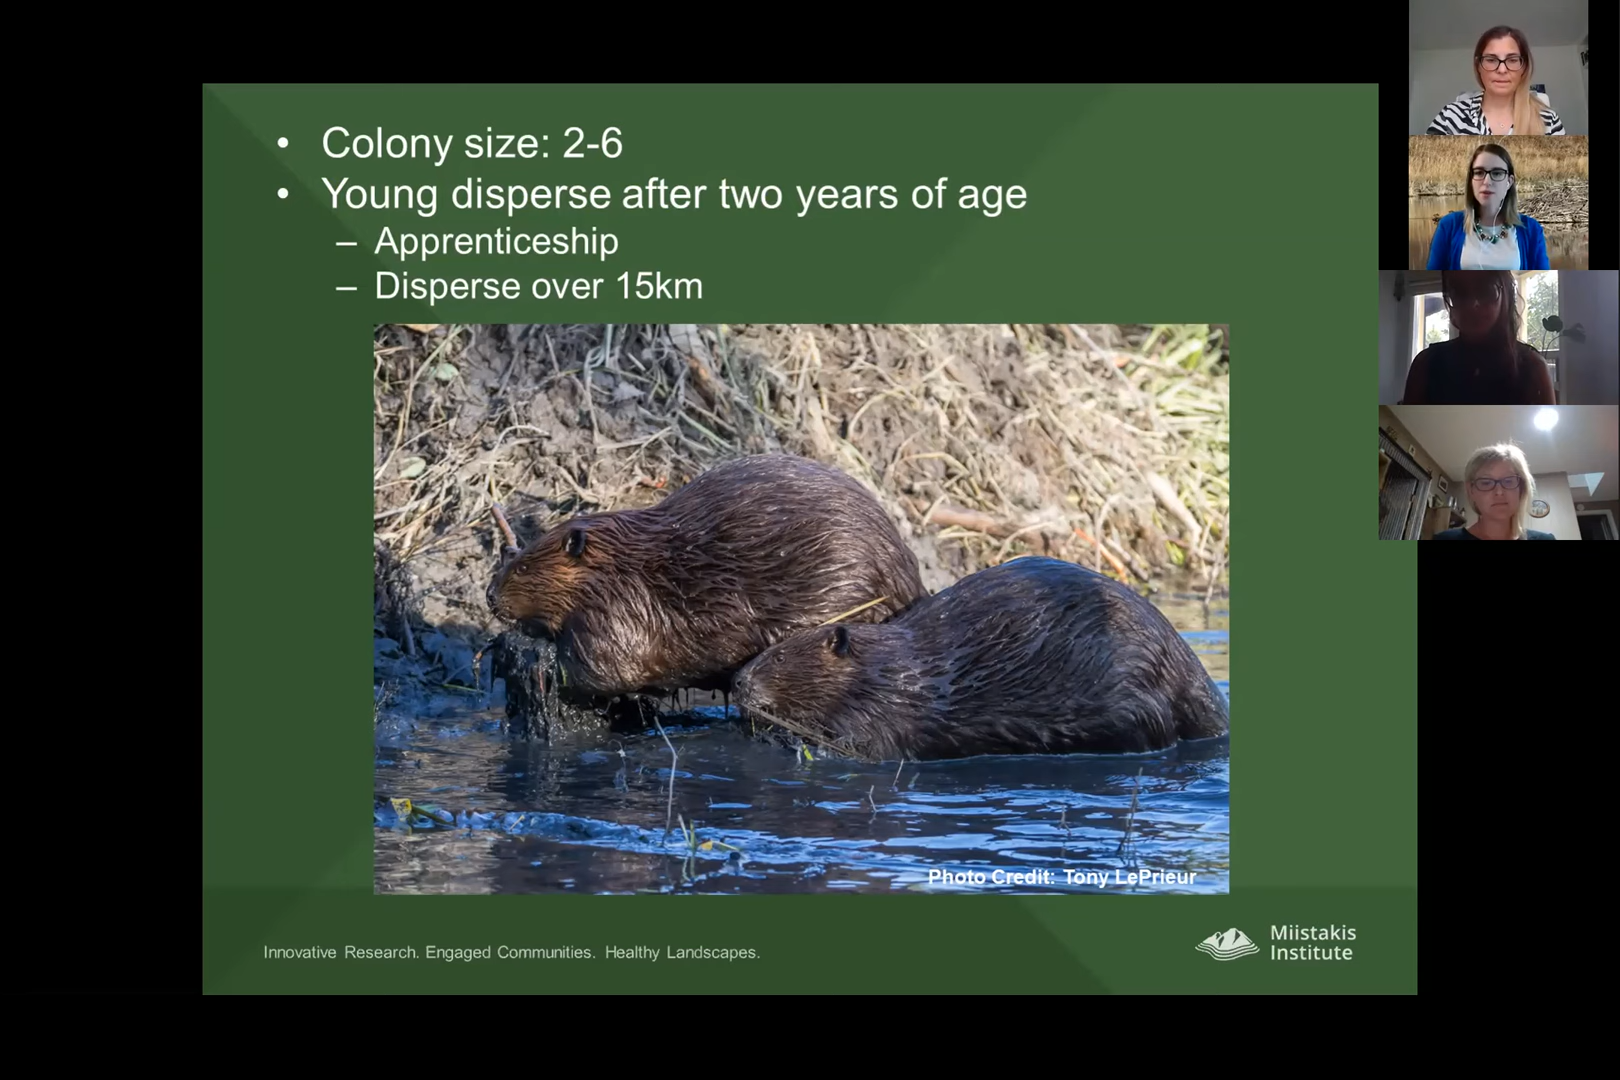 • Colony size: 2-6
• Young disperse after two years of age
– Apprenticeship
– Disperse over 15km
Photo Credit: Tony LePrieur
Innovative Research. Engaged Communities. Healthy Landscapes.
Miistakis
Institute